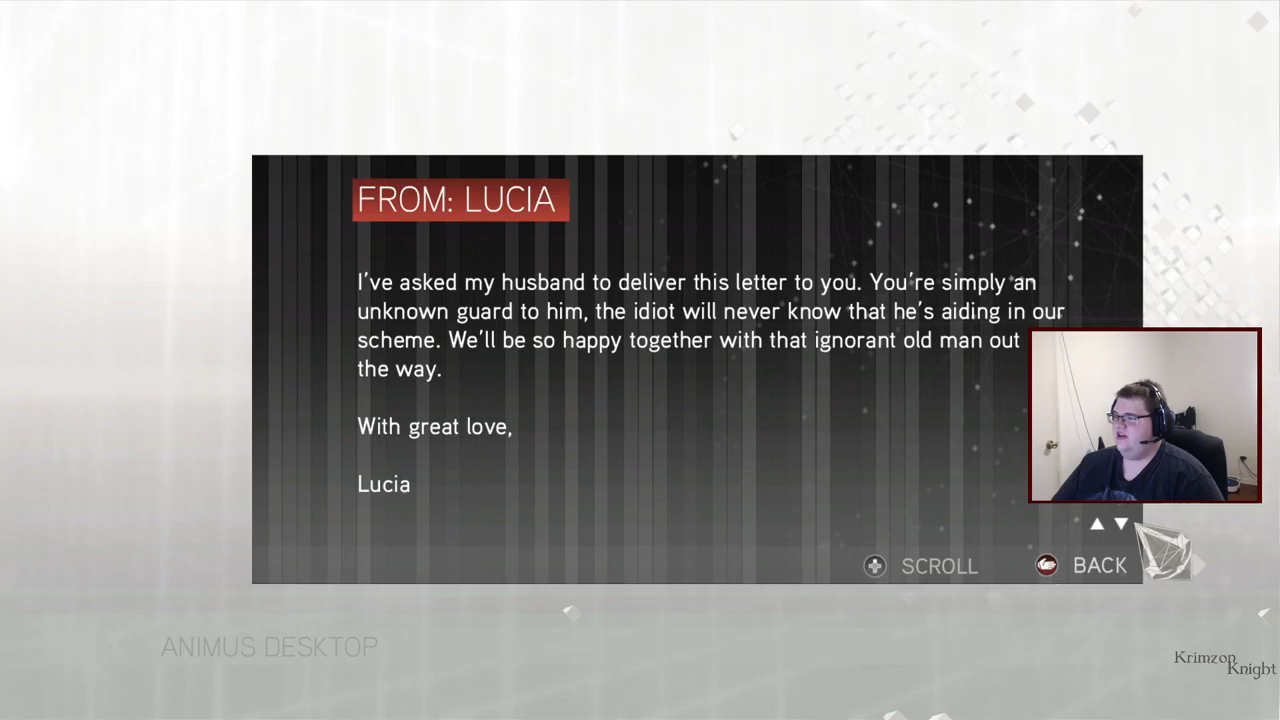 FROM: LUCIA
I've asked my husband to deliver this letter to you. You're simply an
unknown guard to him, the idiot will never know that he's aiding in our
scheme. We'll be so happy together with that ignorant old man out
the way.
With great love,
Lucia
SCROLL
BACK
ANIMUS DESKTOP
Krimzon
Knight